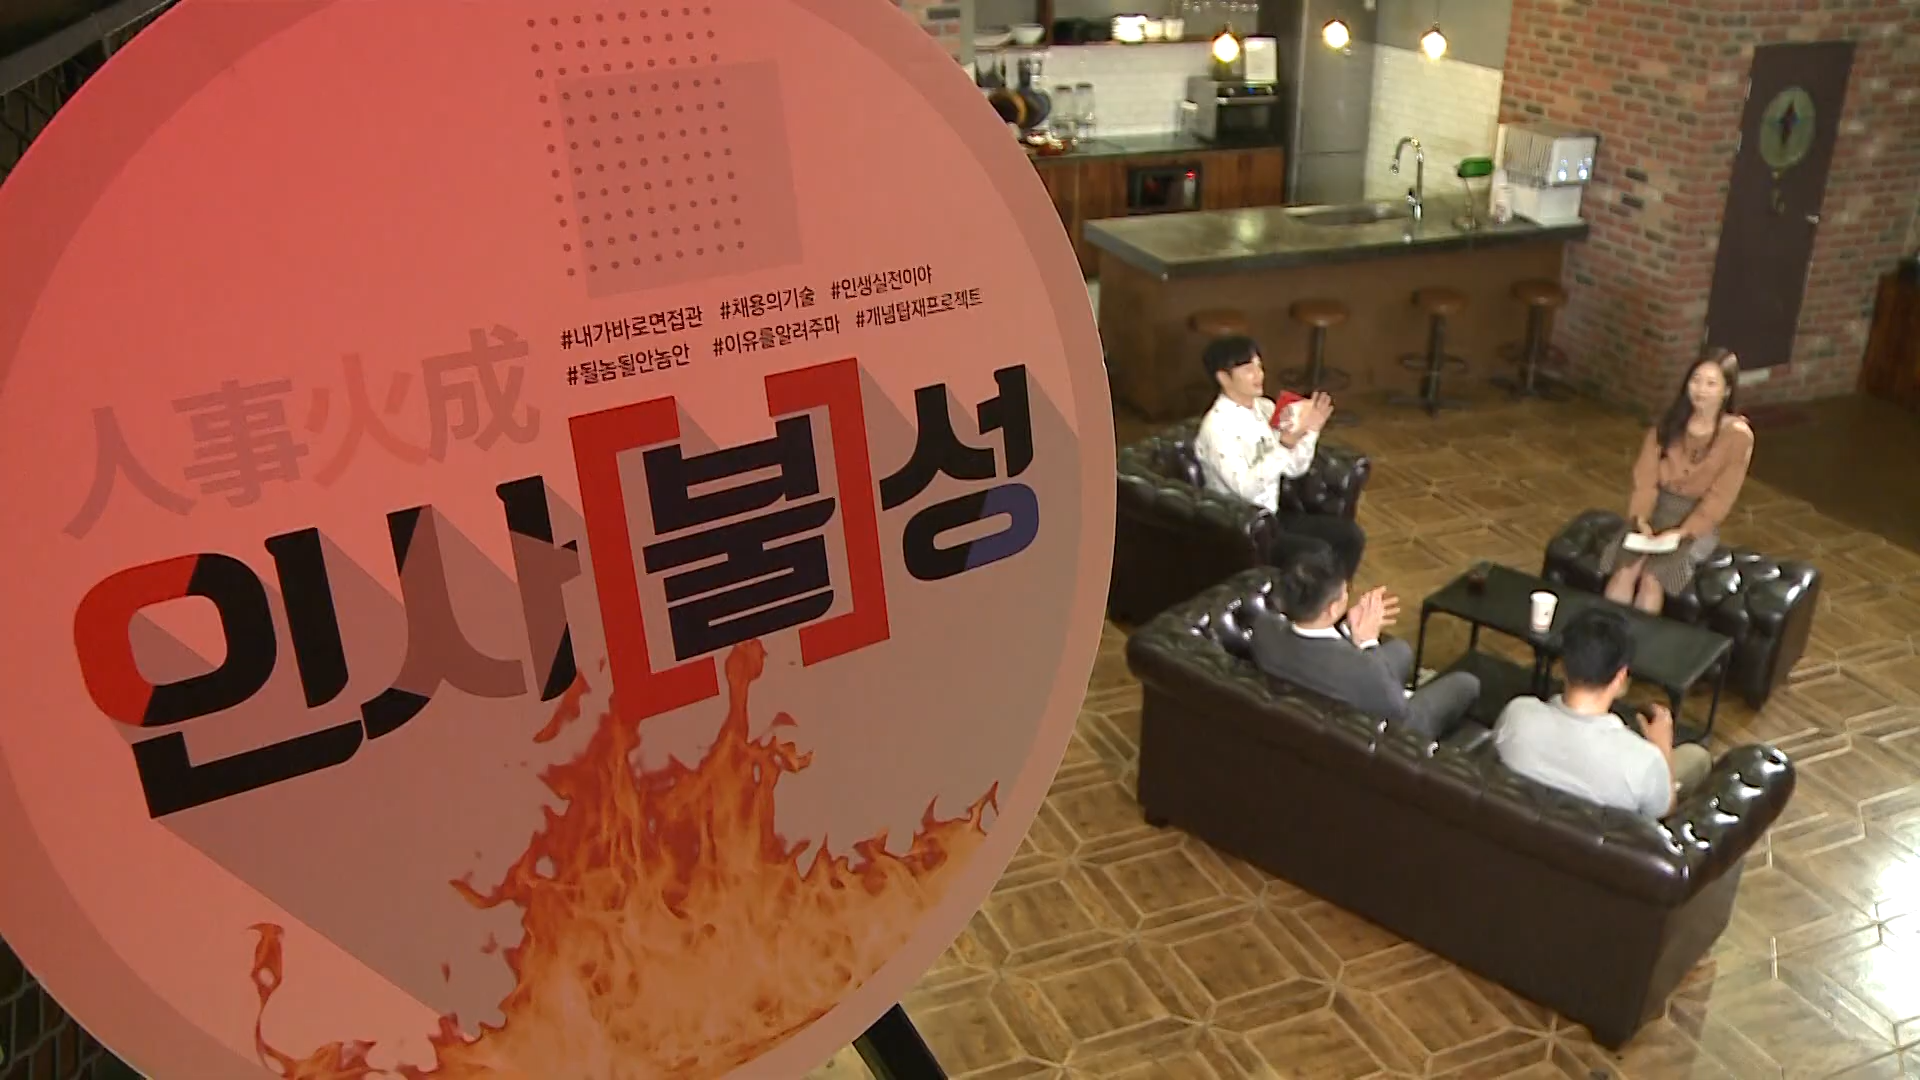 #내가바로면접관 #채용의기술 #인생실전이야
#될놈될안놈안 #이유를알려주마 #개념탑재프로젝트
人事火成
인사[불]성